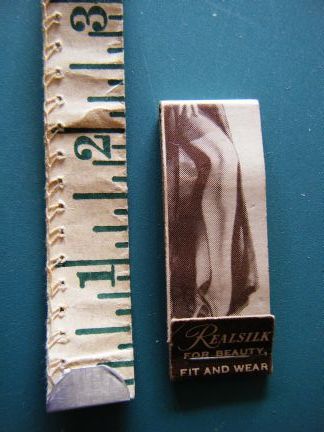 3
2
1
REALSILK
FOR BEAUTY,
FIT AND WEAR